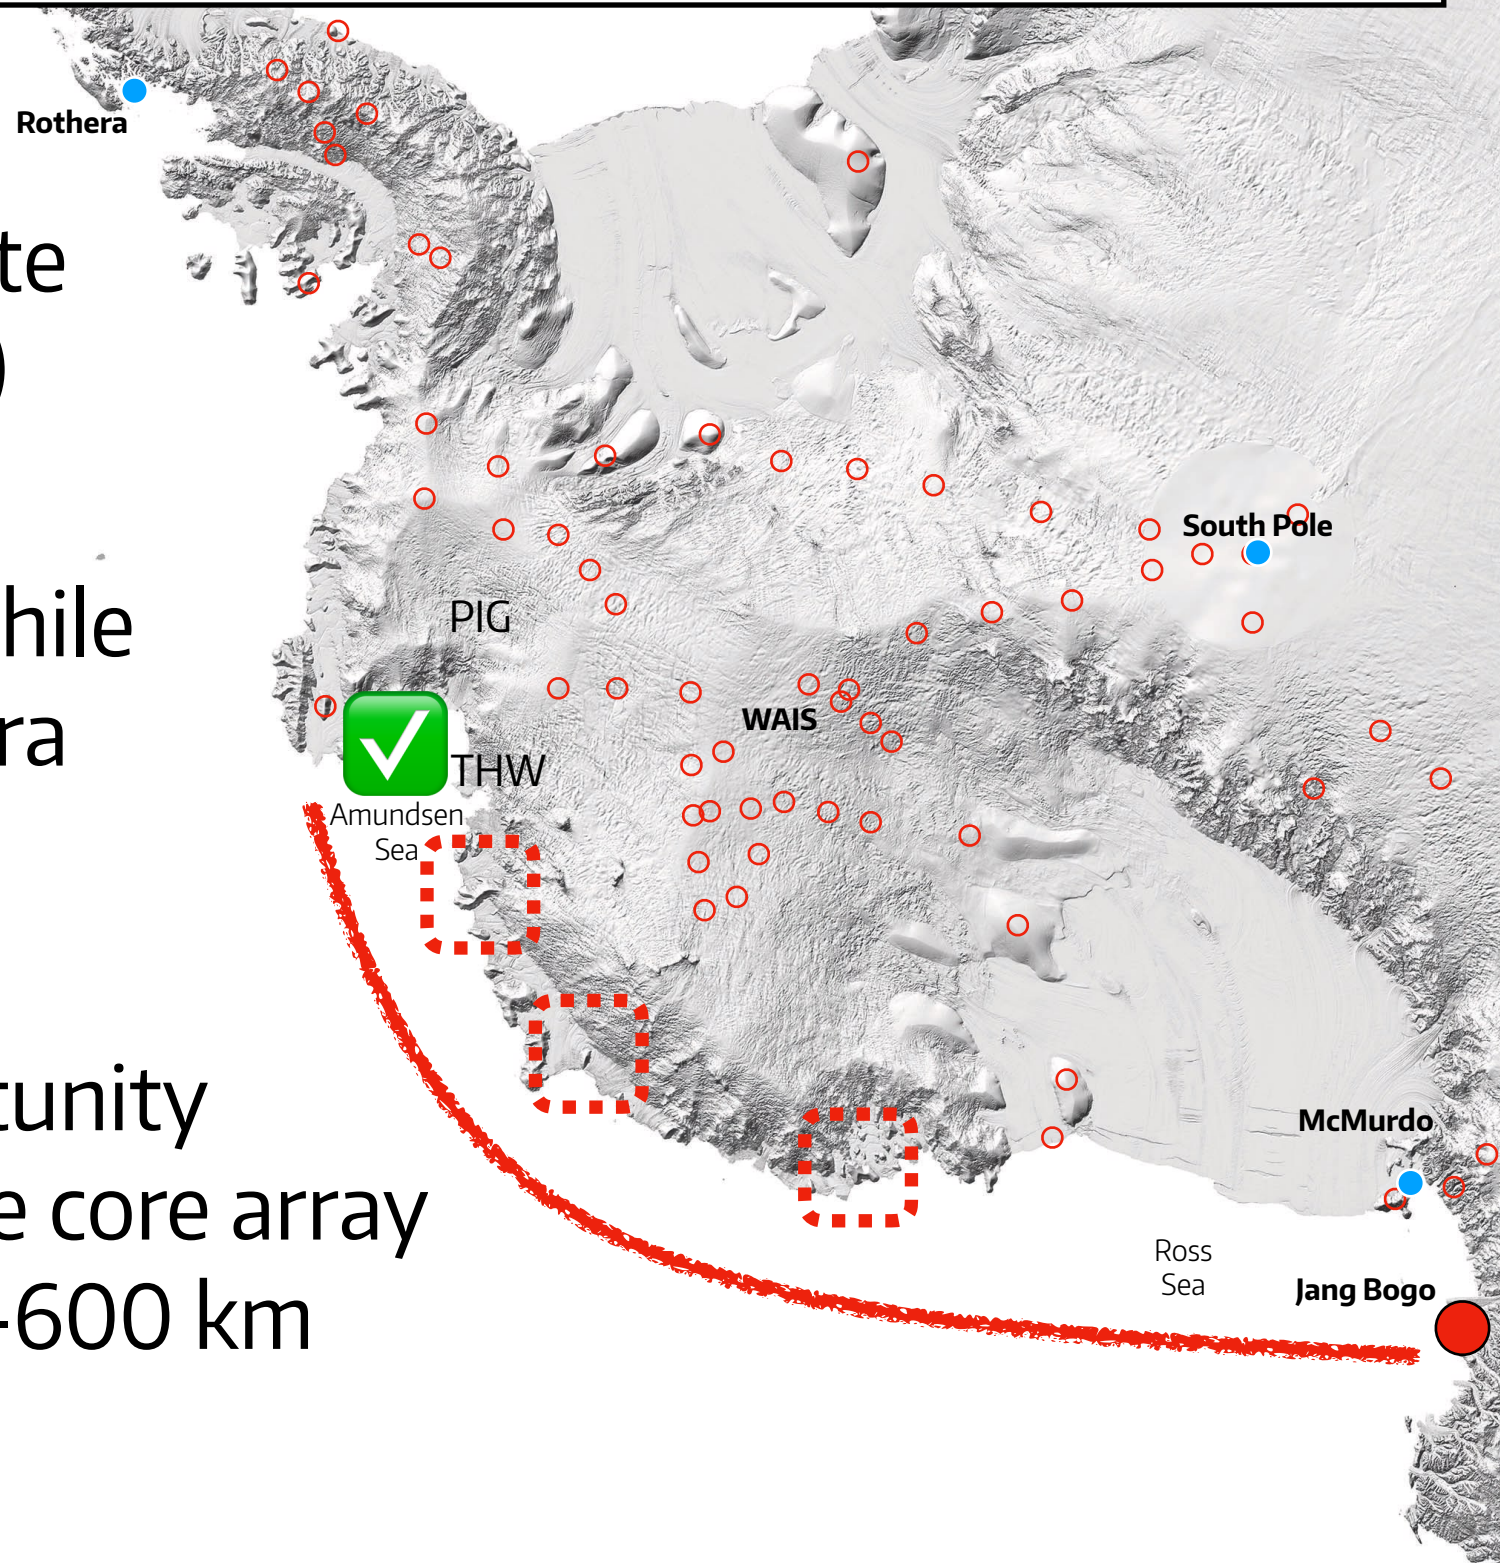 Rothera
te
)
South Pole
hile
PIG
ra
WAIS
THW
Amundsen
Sea
tunity
McMurdo
e core array
Ross
Sea
-600 km
Jang Bogo